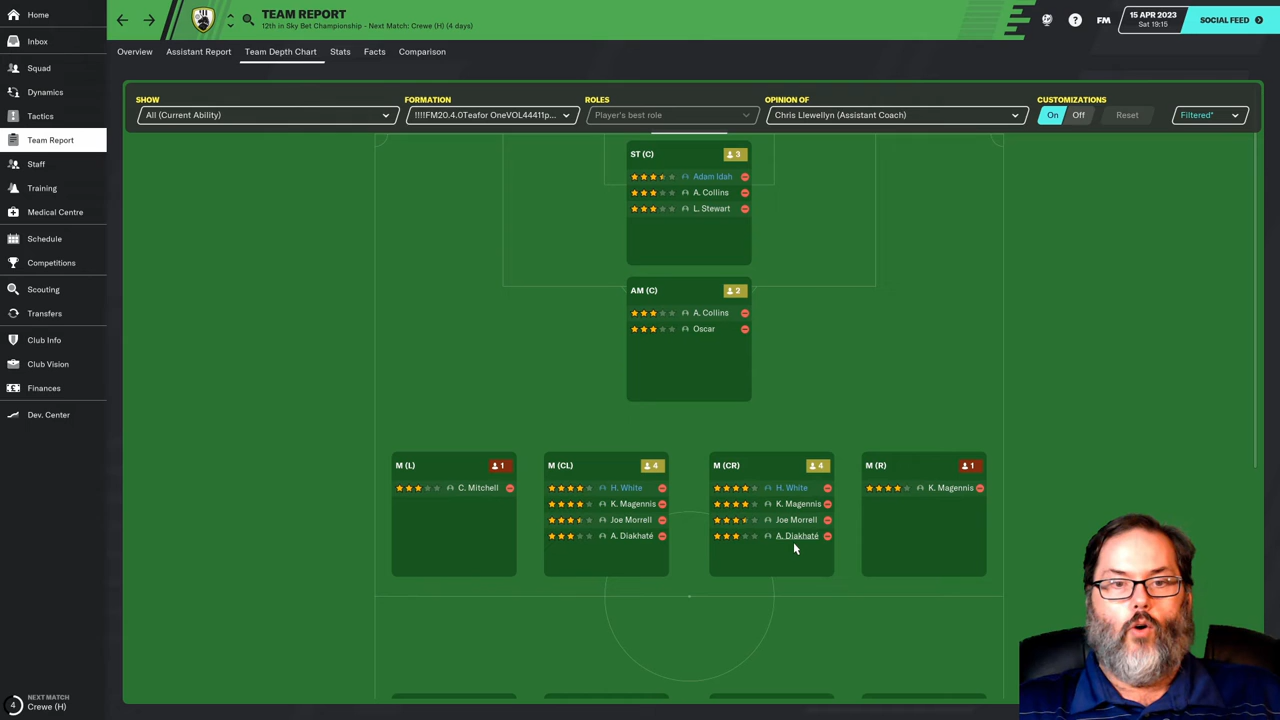 Home
Inbox
Squad
Dynamics
Tactics
Team Report
Staff
Training
Medical Centre
Schedule
Competitions
Scouting
Transfers
Club Info
Club Vision
Finances
Dev. Center
4 NEXT MATCH
Crewe (H)
TEAM REPORT
12th in Sky Bet Championship - Next Match: Crewe (H) (4 days)
FM
15 APR 2023
Sat 19:15
SOCIAL FEED
Overview Assistant Report Team Depth Chart Stats Facts Comparison
SHOW FORMATION ROLES OPINION OF CUSTOMIZATIONS
All (Current Ability) !!!!FM20.4.0Teafor OneVOL44411p... Player's best role Chris Llewellyn (Assistant Coach) On Off Reset Filtered*
ST (C) 3
Adam Idah
A. Collins
L. Stewart
AM (C) 2
A. Collins
Oscar
M (L) 1
C. Mitchell
M (CL) 4
H. White
K. Magennis
Joe Morrell
A. Diakhaté
M (CR) 4
H. White
K. Magennis
Joe Morrell
A. Diakhaté
M (R) 1
K. Magennis